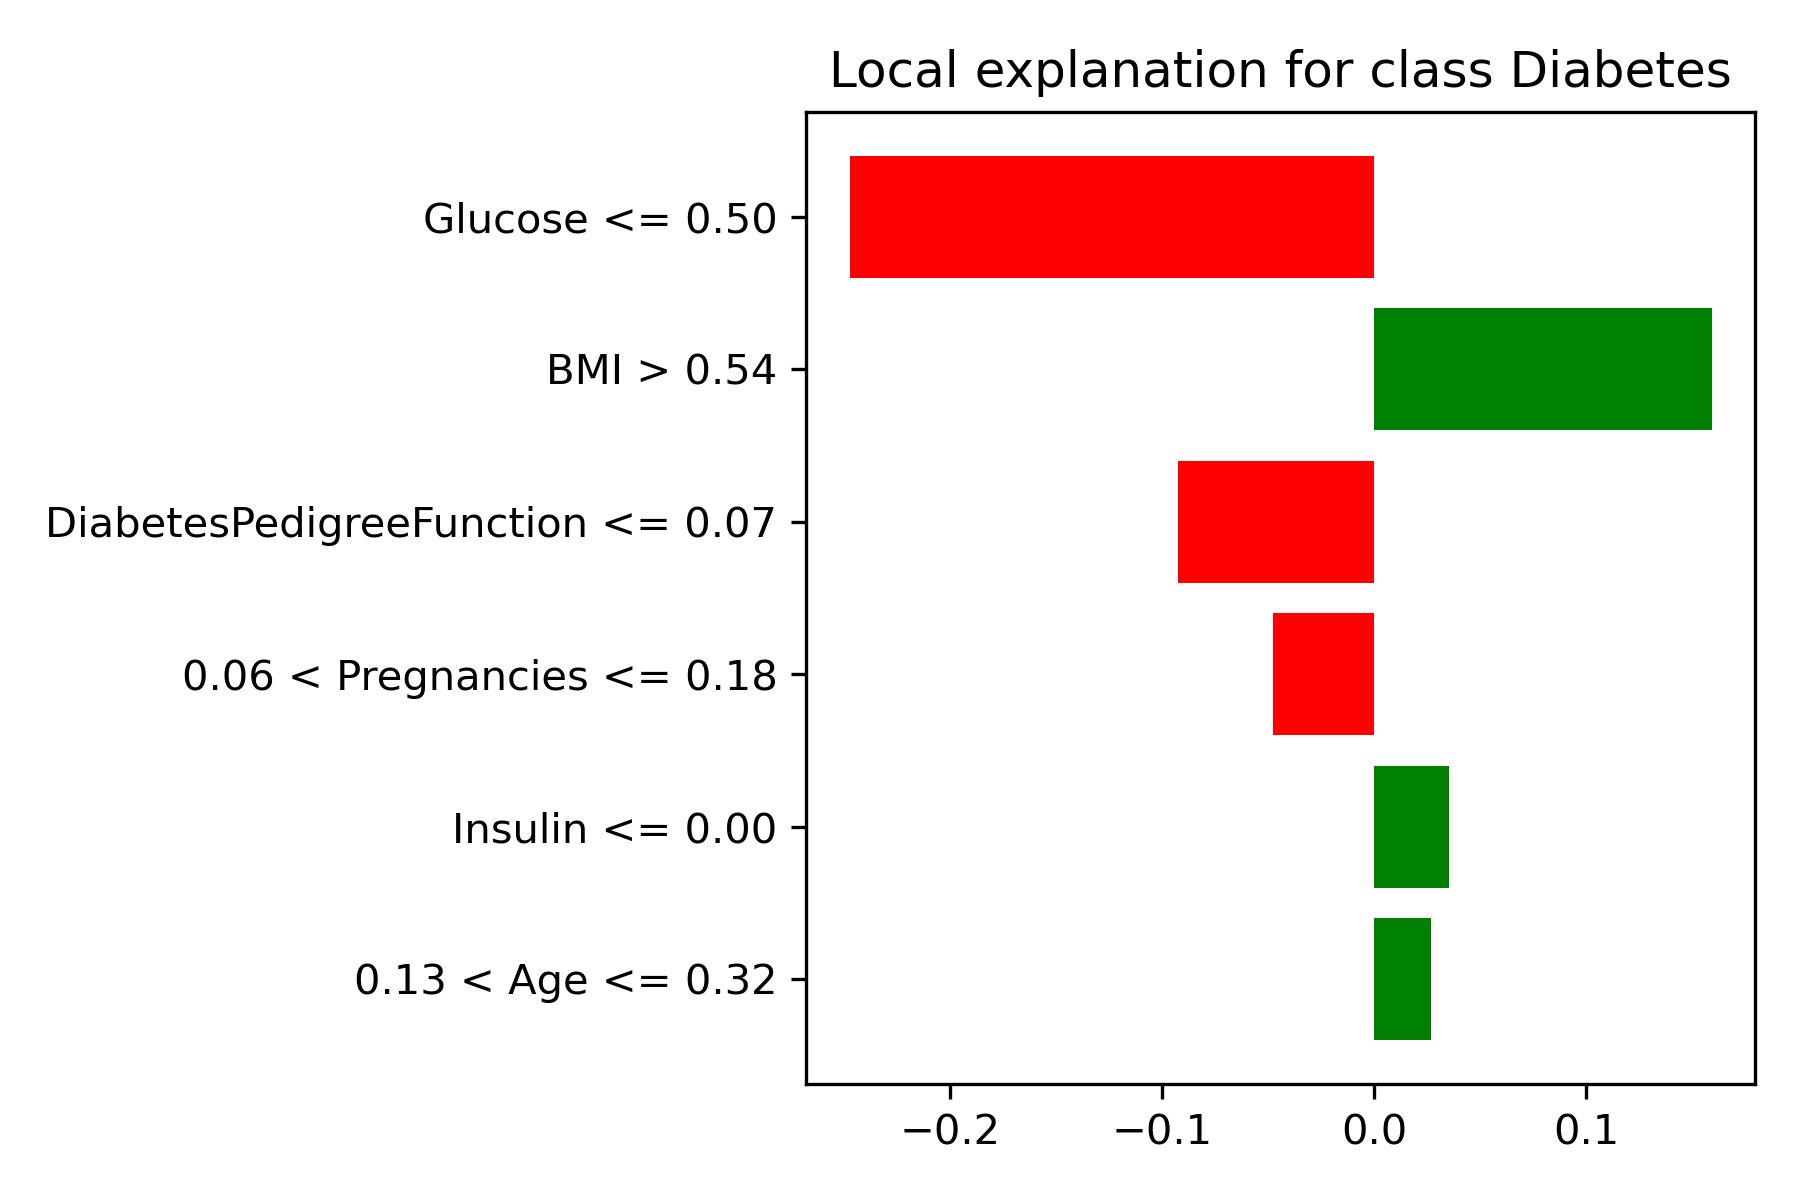 Local explanation for class Diabetes
Glucose <= 0.50
BMI > 0.54
DiabetesPedigreeFunction <= 0.07
0.06 < Pregnancies <= 0.18
Insulin <= 0.00
0.13 < Age <= 0.32
−0.2 −0.1 0.0 0.1